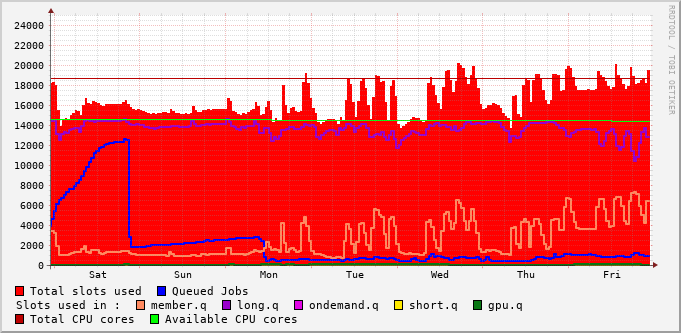 24000
22000
20000
18000
16000
14000
12000
10000
8000
6000
4000
2000
0
Sat Sun Mon Tue Wed Thu Fri
RRDTOOL / TOBI OETIKER
Total slots used Queued Jobs
Slots used in : member.q long.q ondemand.q short.q gpu.q
Total CPU cores Available CPU cores